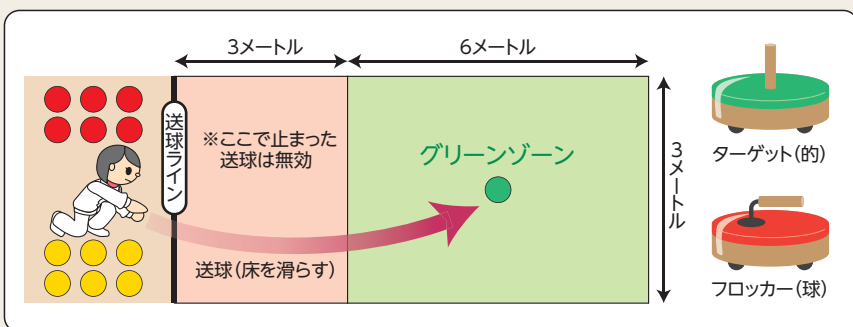 3メートル
6メートル
送球ライン
※ここで止まった
送球は無効
グリーンゾーン
3メートル
送球(床を滑らす)
ターゲット(的)
フロッカー(球)